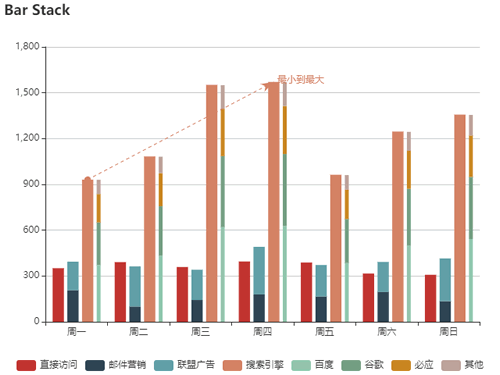 Bar Stack
1,800
1,500
1,200
900
600
300
0
最小到最大
周一 周二 周三 周四 周五 周六 周日
直接访问 邮件营销 联盟广告 搜索引擎 百度 谷歌 必应 其他